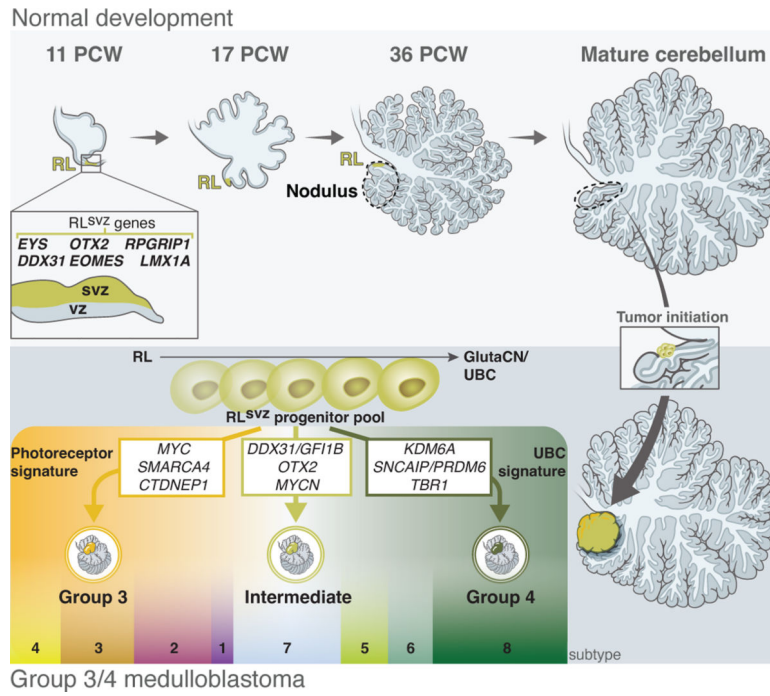 Normal development
11 PCW
17 PCW
36 PCW
Mature cerebellum
RL
RL
RL
Nodulus
RLSVZ genes
EYS OTX2 RPGRIP1
DDX31 EOMES LMX1A
SVZ
VZ
Tumor initiation
RL
GlutaCN/
UBC
RLSVZ progenitor pool
Photoreceptor
signature
MYC
SMARCA4
CTDNEP1
DDX31/GFI1B
OTX2
MYCN
KDM6A
SNCAIP/PRDM6
TBR1
UBC
signature
Group 3
Intermediate
Group 4
4 3 2 1 7 5 6 8
subtype
Group 3/4 medulloblastoma